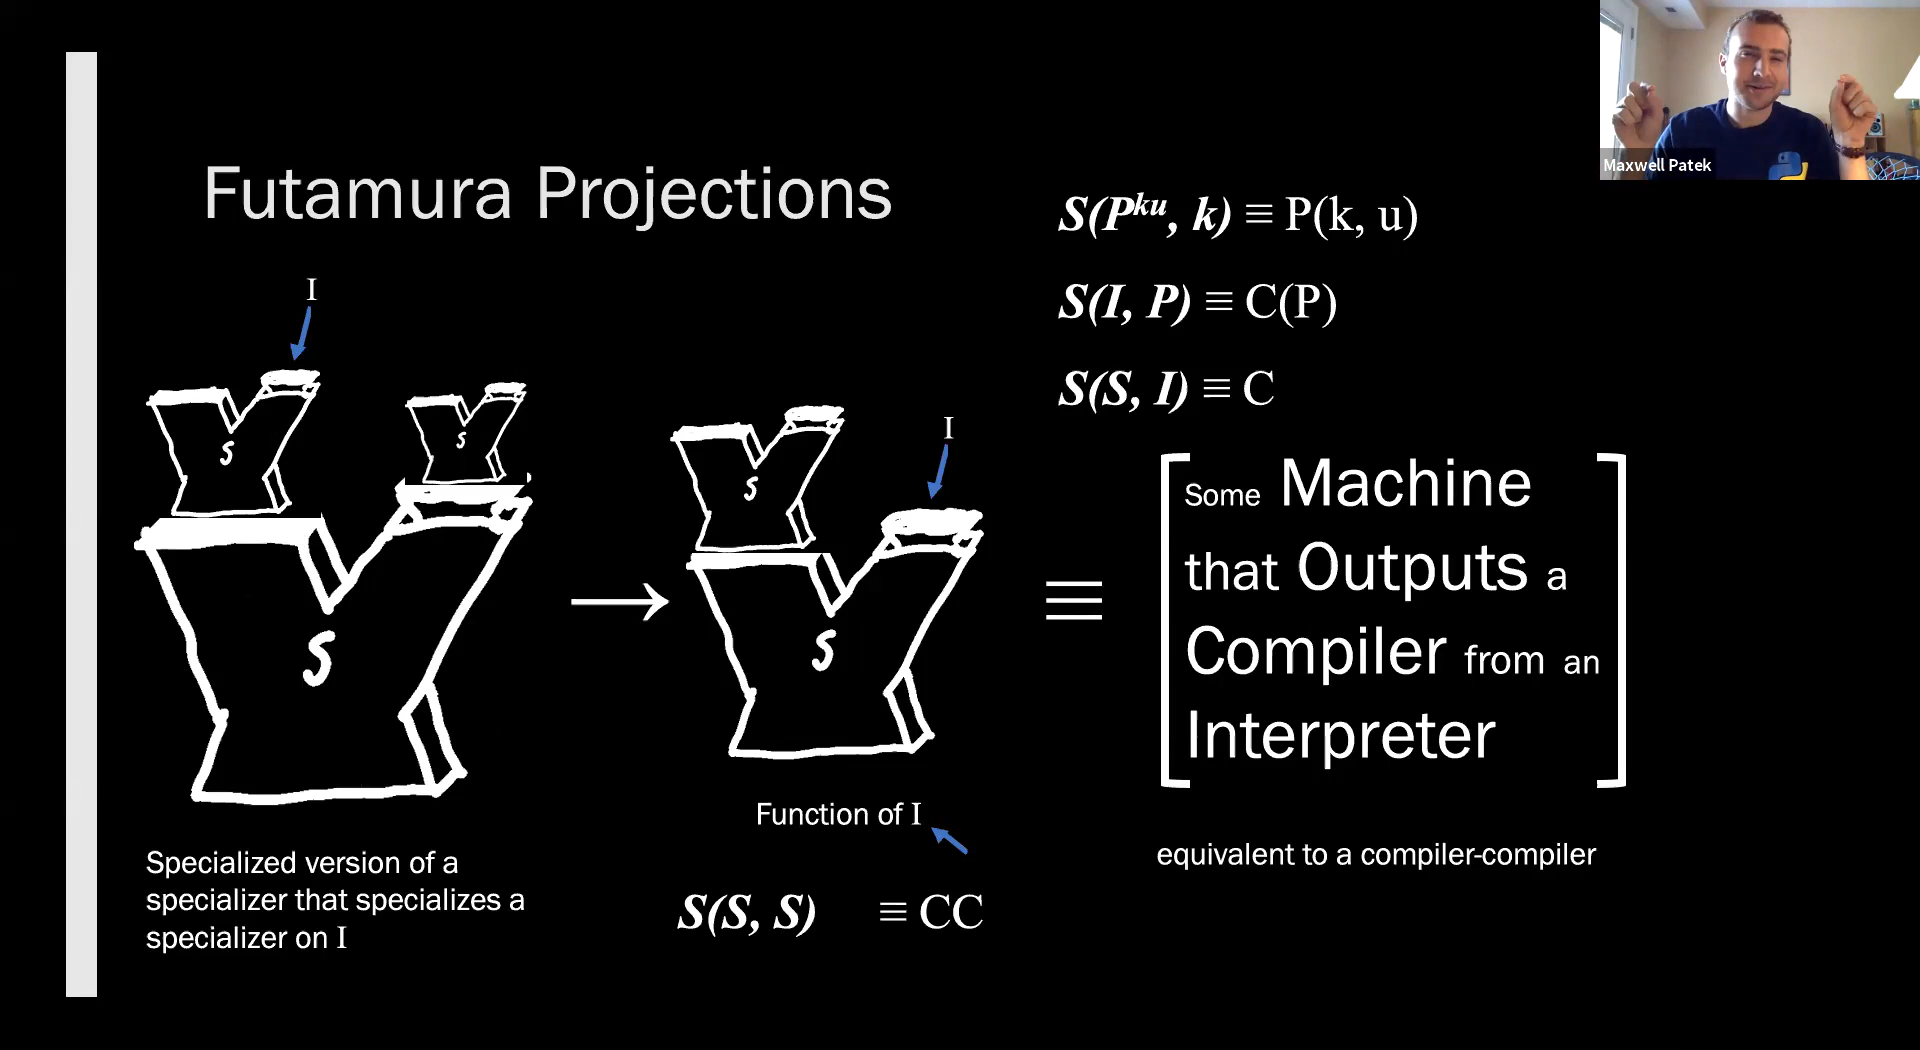 Maxwell Patek
Futamura Projections
S(P^ku, k) ≡ P(k, u)
S(I, P) ≡ C(P)
S(S, I) ≡ C
I
S
S
S
Specialized version of a
specializer that specializes a
specializer on I
→
I
S
S
Function of I
S(S, S) ≡ CC
≡
Some Machine
that Outputs a
Compiler from an
Interpreter
equivalent to a compiler-compiler